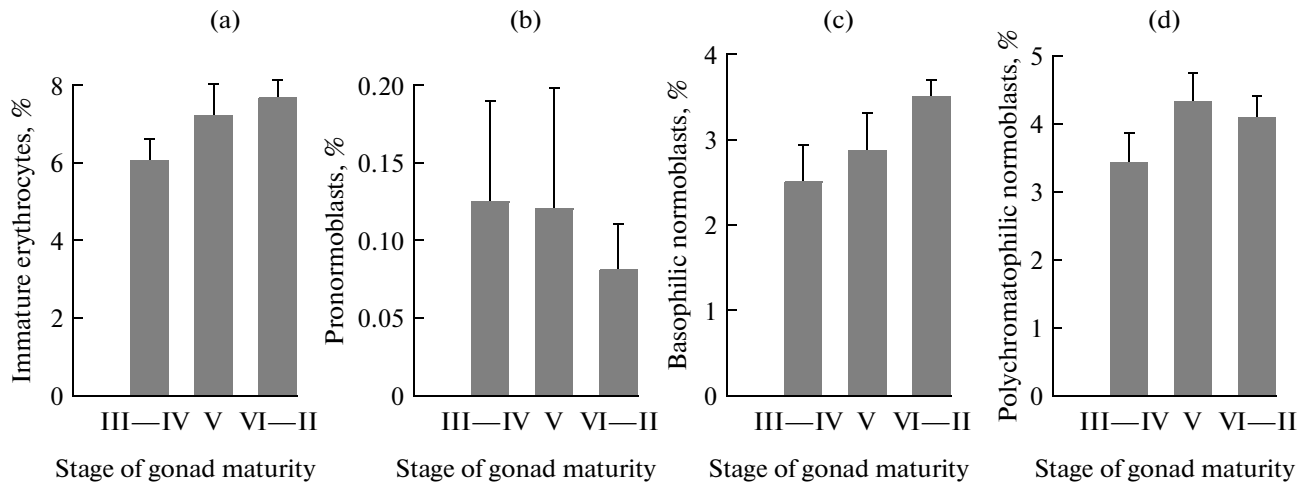 (a)
Immature erythrocytes, %
8
6
4
2
0
III—IV V VI—II
Stage of gonad maturity
(b)
Pronormoblasts, %
0.20
0.15
0.10
0.05
0
III—IV V VI—II
Stage of gonad maturity
(c)
Basophilic normoblasts, %
4
3
2
1
0
III—IV V VI—II
Stage of gonad maturity
(d)
Polychromatophilic normoblasts, %
5
4
3
2
1
0
III—IV V VI—II
Stage of gonad maturity